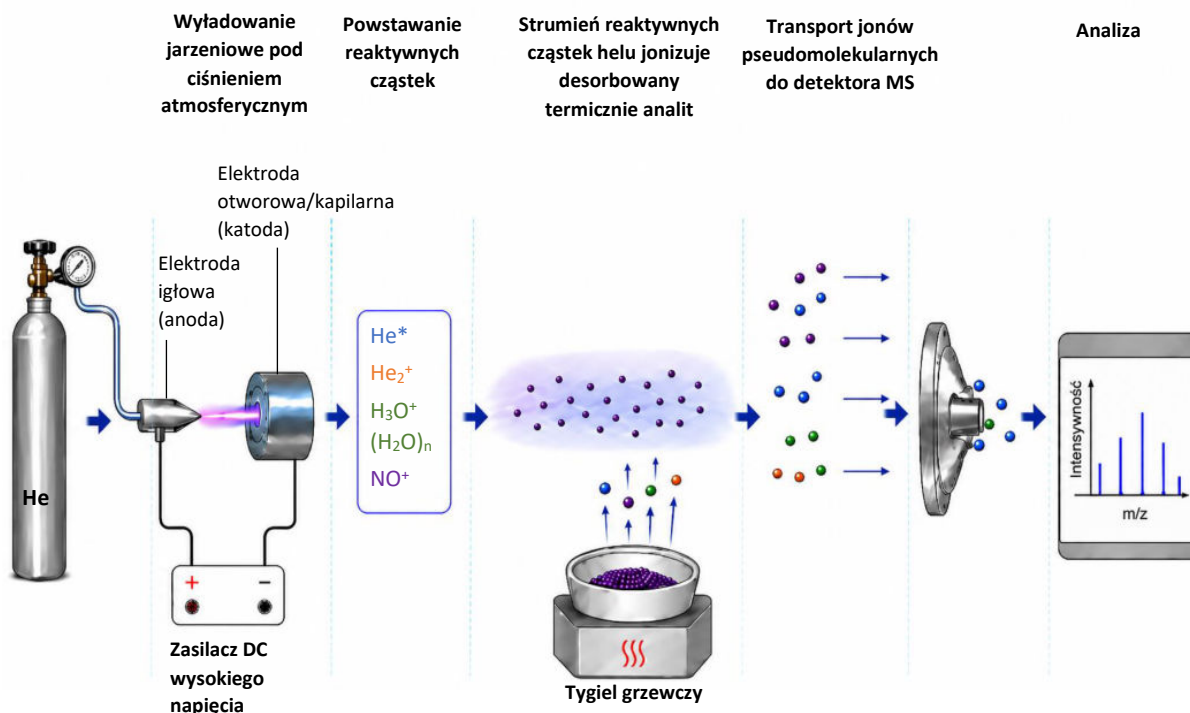 Wyładowanie
jarzeniowe pod
ciśnieniem
atmosferycznym
Powstawanie
reaktywnych
cząstek
Strumień reaktywnych
cząstek helu jonizuje
desorbowany
termicznie analit
Transport jonów
pseudomolekularnych
do detektora MS
Analiza
Elektroda
otworowa/kapilarna
(katoda)
Elektroda
igłowa
(anoda)
He
He*
He₂⁺
H₃O⁺
(H₂O)ₙ
NO⁺
+ −
Zasilacz DC
wysokiego
napięcia
Tygiel grzewczy
Intensywność
m/z